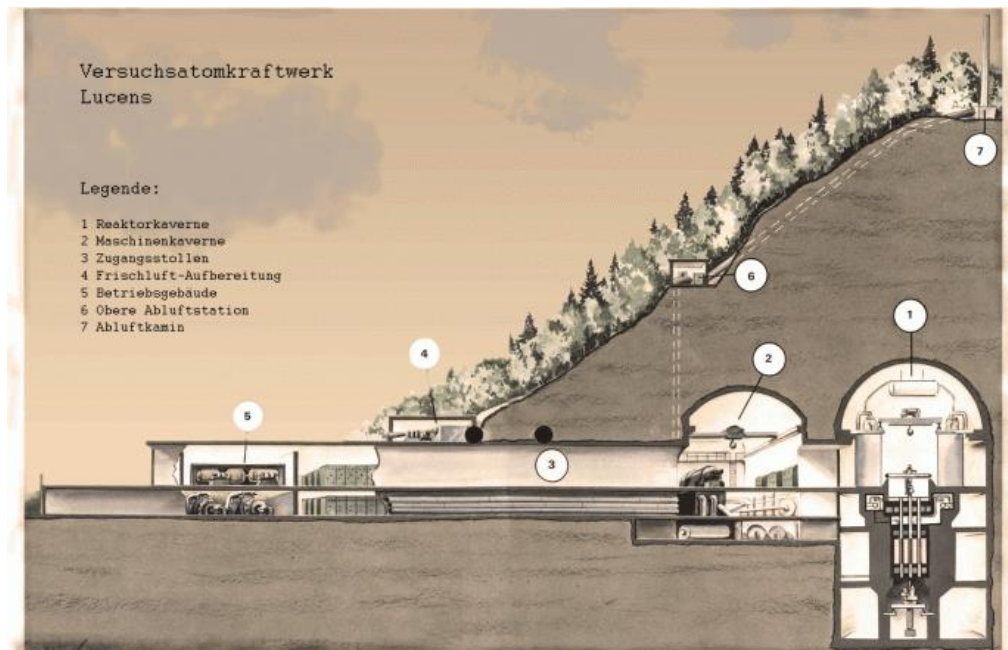 Versuchsatomkraftwerk
Lucens
Legende:
1 Reaktorkaverne
2 Maschinenkaverne
3 Zugangsstollen
4 Frischluft-Aufbereitung
5 Betriebsgebäude
6 Obere Abluftstation
7 Abluftkamin
7
6
1
4
2
5
3